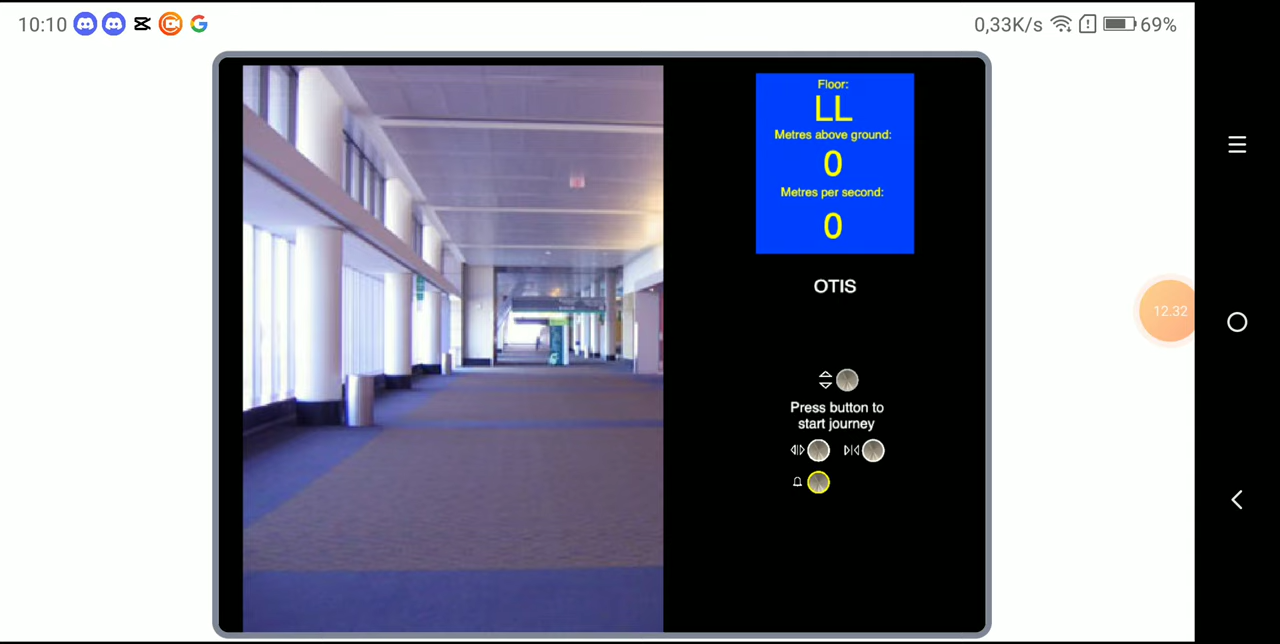 10:10
0,33K/s
69%
Floor:
LL
Metres above ground:
0
Metres per second:
0
OTIS
Press button to
start journey
12.32